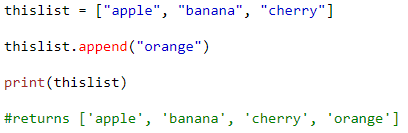 thislist = ["apple", "banana", "cherry"]
thislist.append("orange")
print(thislist)
#returns ['apple', 'banana', 'cherry', 'orange']